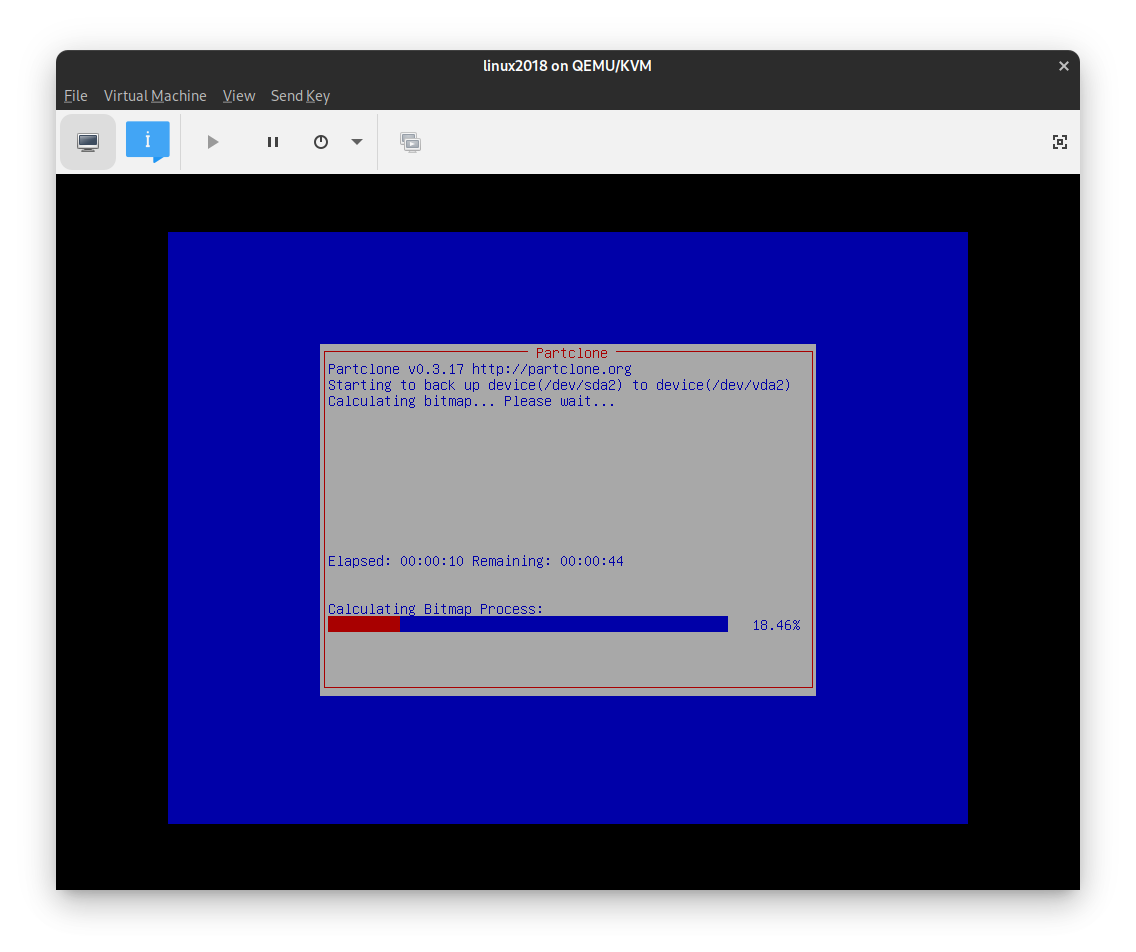 linux2018 on QEMU/KVM
File Virtual Machine View Send Key
i
Partclone
Partclone v0.3.17 http://partclone.org
Starting to back up device(/dev/sda2) to device(/dev/vda2)
Calculating bitmap... Please wait...
Elapsed: 00:00:10 Remaining: 00:00:44
Calculating Bitmap Process:
18.46%